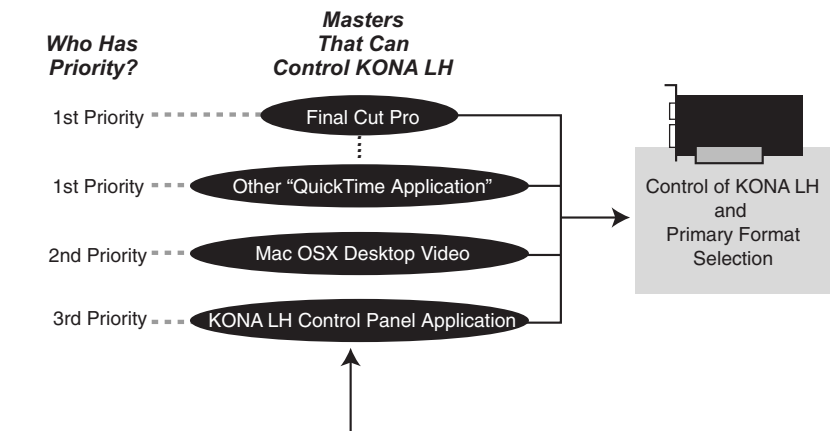 Who Has
Priority?
Masters
That Can
Control KONA LH
1st Priority
Final Cut Pro
1st Priority
Other “QuickTime Application”
2nd Priority
Mac OSX Desktop Video
3rd Priority
KONA LH Control Panel Application
Control of KONA LH
and
Primary Format
Selection